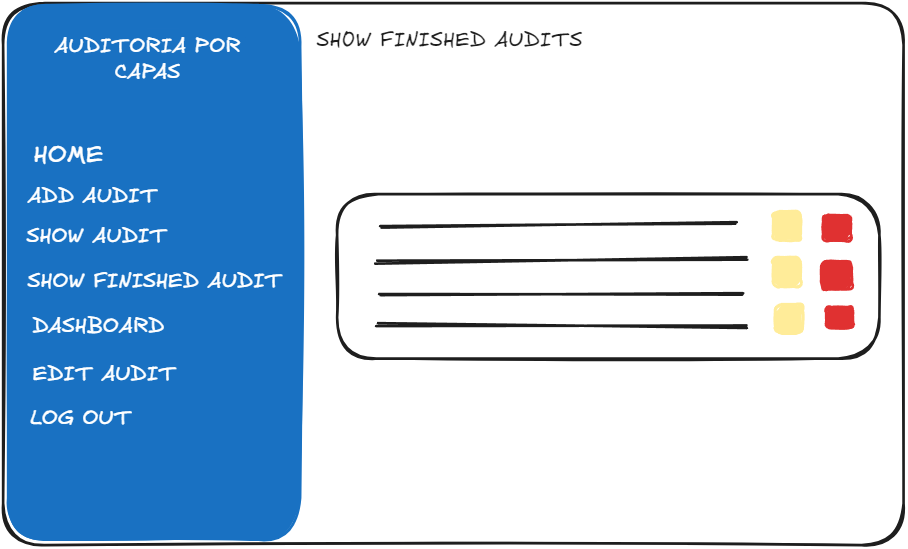 AUDITORIA POR
CAPAS
HOME
ADD AUDIT
SHOW AUDIT
SHOW FINISHED AUDIT
DASHBOARD
EDIT AUDIT
LOG OUT
SHOW FINISHED AUDITS